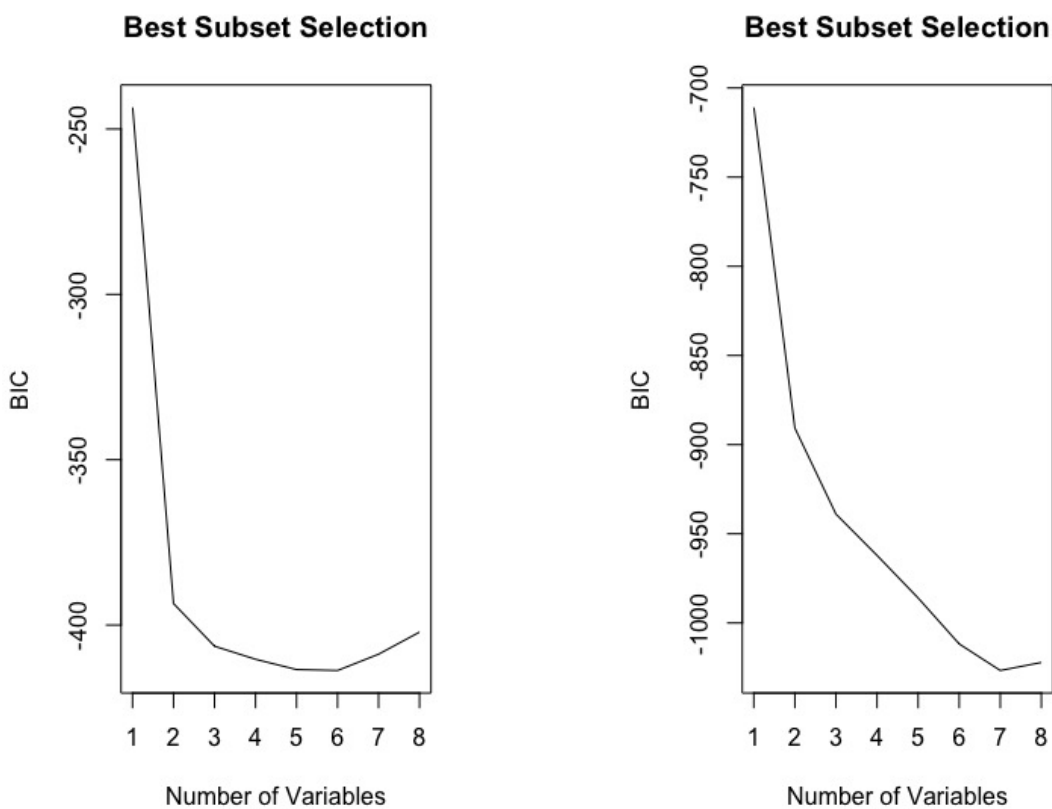 Best Subset Selection
BIC
-250
-300
-350
-400
1 2 3 4 5 6 7 8
Number of Variables
Best Subset Selection
BIC
-700
-750
-800
-850
-900
-950
-1000
1 2 3 4 5 6 7 8
Number of Variables